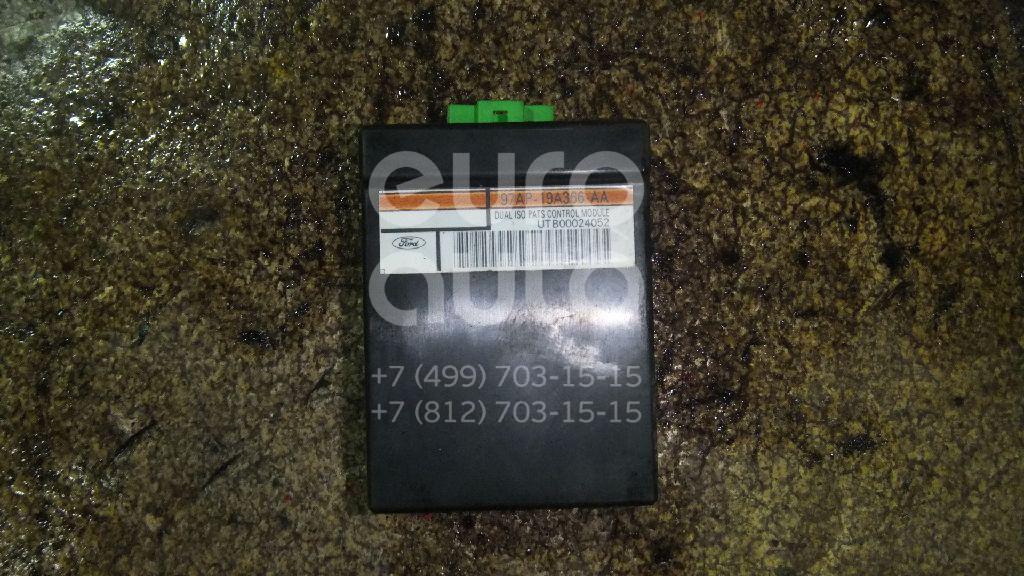 euro
auto
97AP-19A366-AA
DUAL ISO PATS CONTROL MODULE
UTB00024052
Ford
+7 (499) 703-15-15
+7 (812) 703-15-15